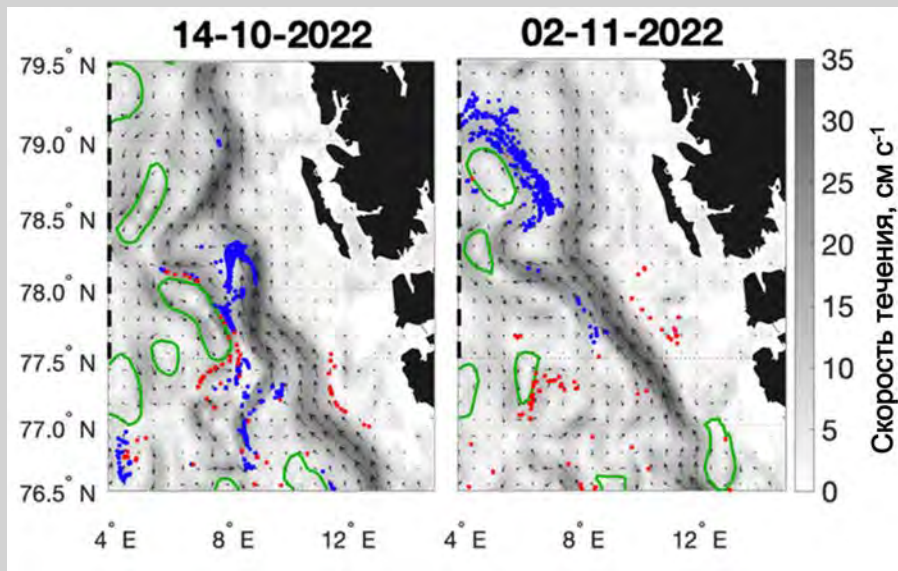 14-10-2022
02-11-2022
79.5° N
79.0° N
78.5° N
78.0° N
77.5° N
77.0° N
76.5° N
4° E
8° E
12° E
4° E
8° E
12° E
35
30
25
20
15
10
5
0
Скорость течения, см с⁻¹